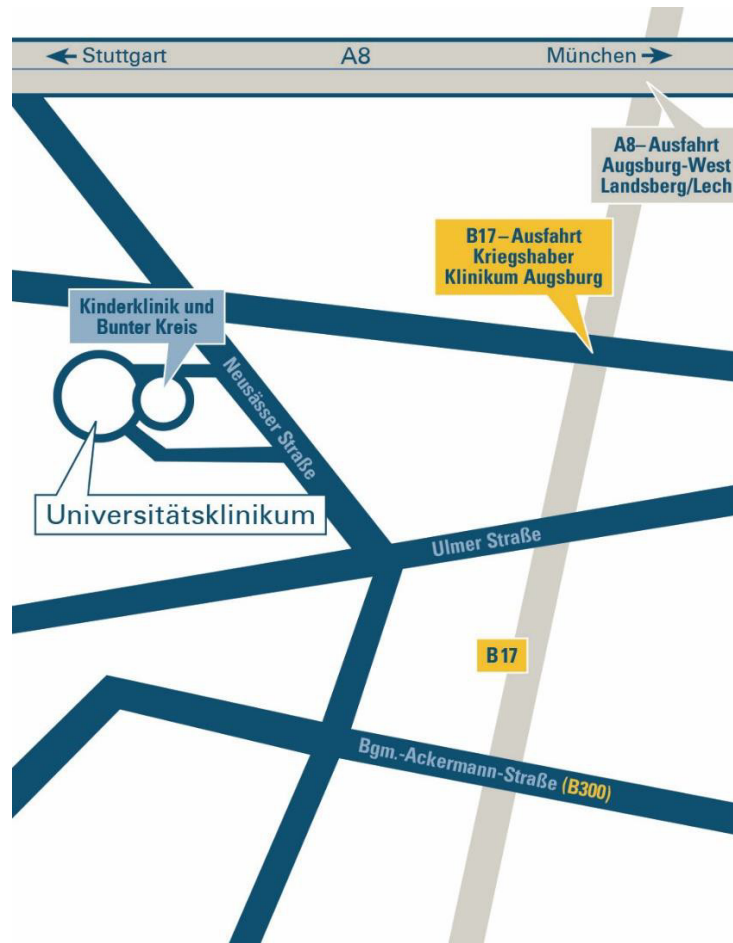 Stuttgart
A8
München
A8–Ausfahrt
Augsburg-West
Landsberg/Lech
B17–Ausfahrt
Kriegshaber
Klinikum Augsburg
Kinderklinik und
Bunter Kreis
Neusässer Straße
Universitätsklinikum
Ulmer Straße
B17
Bgm.-Ackermann-Straße (B300)